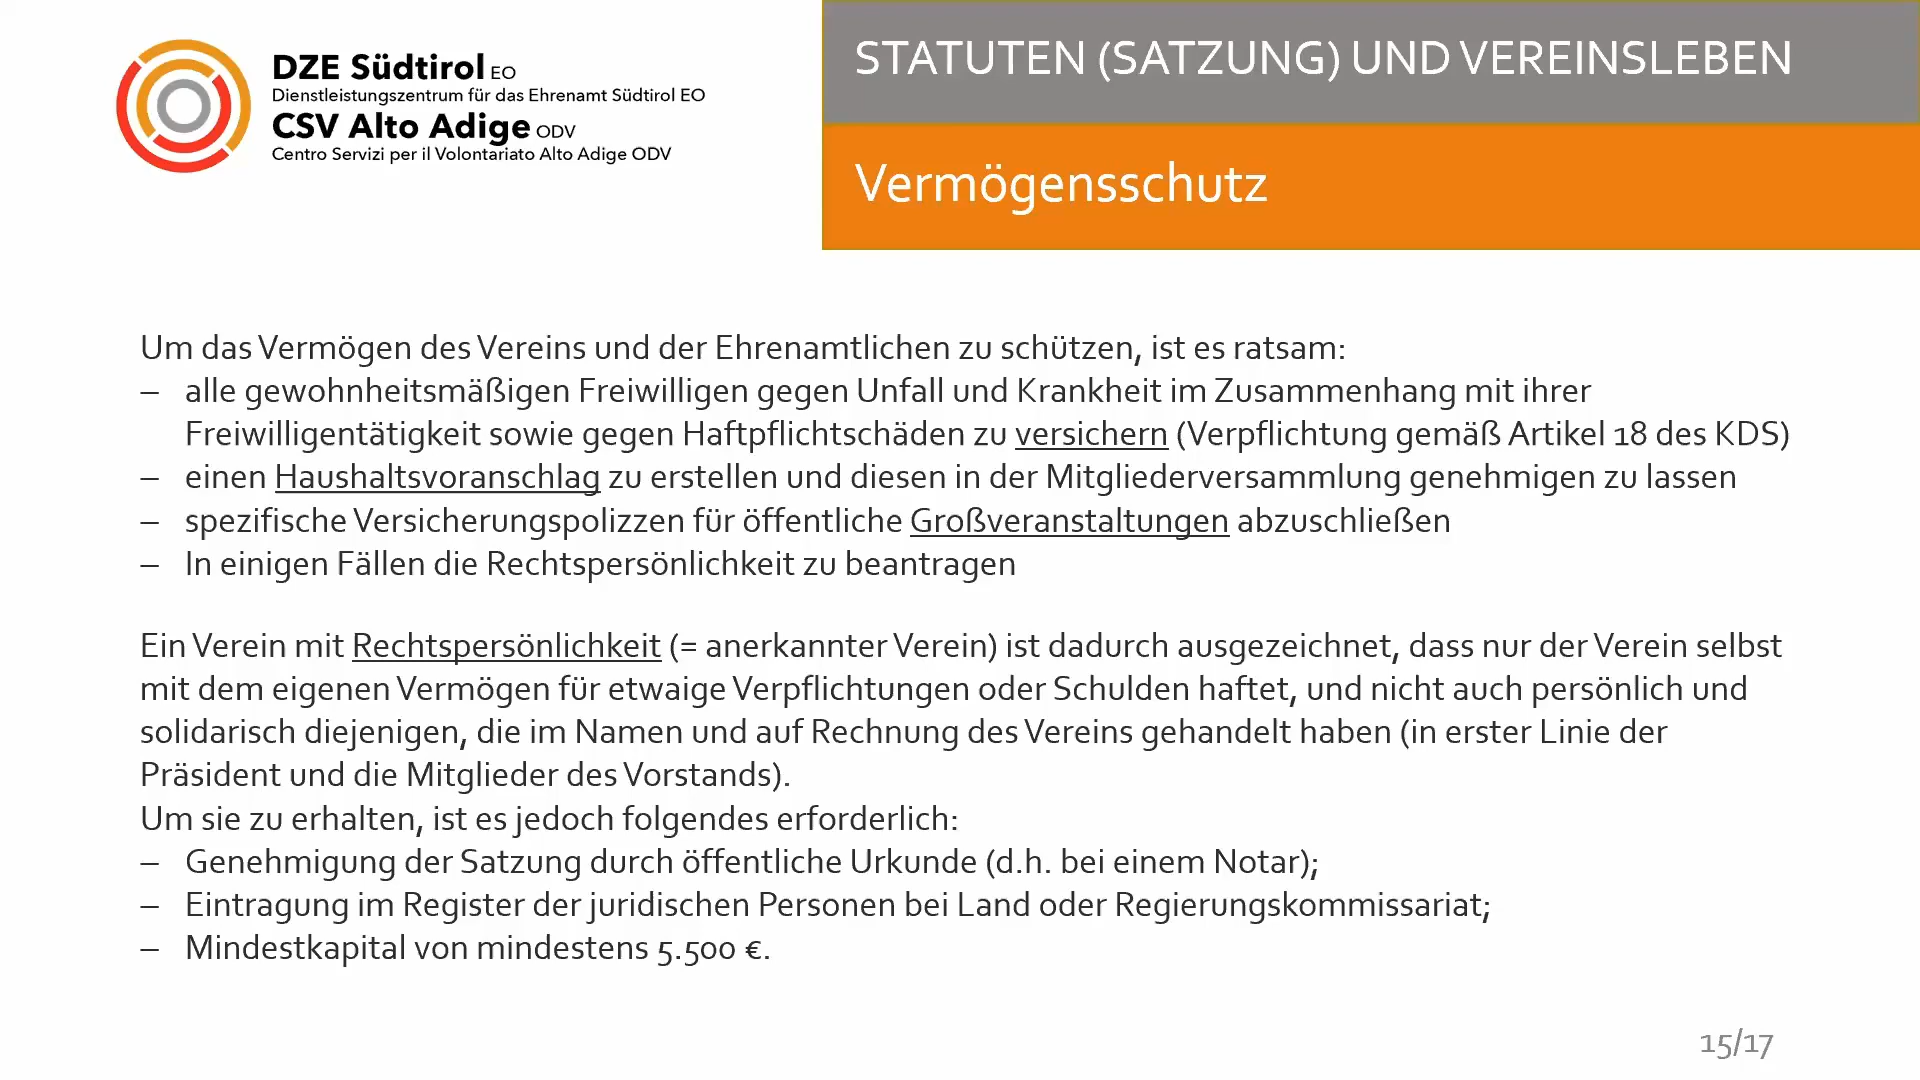 DZE Südtirol EO
Dienstleistungszentrum für das Ehrenamt Südtirol EO
CSV Alto Adige ODV
Centro Servizi per il Volontariato Alto Adige ODV
STATUTEN (SATZUNG) UND VEREINSLEBEN
Vermögensschutz
Um das Vermögen des Vereins und der Ehrenamtlichen zu schützen, ist es ratsam:
– alle gewohnheitsmäßigen Freiwilligen gegen Unfall und Krankheit im Zusammenhang mit ihrer
Freiwilligentätigkeit sowie gegen Haftpflichtschäden zu versichern (Verpflichtung gemäß Artikel 18 des KDS)
– einen Haushaltsvoranschlag zu erstellen und diesen in der Mitgliederversammlung genehmigen zu lassen
– spezifische Versicherungspolizzen für öffentliche Großveranstaltungen abzuschließen
– In einigen Fällen die Rechtspersönlichkeit zu beantragen
Ein Verein mit Rechtspersönlichkeit (= anerkannter Verein) ist dadurch ausgezeichnet, dass nur der Verein selbst
mit dem eigenen Vermögen für etwaige Verpflichtungen oder Schulden haftet, und nicht auch persönlich und
solidarisch diejenigen, die im Namen und auf Rechnung des Vereins gehandelt haben (in erster Linie der
Präsident und die Mitglieder des Vorstands).
Um sie zu erhalten, ist es jedoch folgendes erforderlich:
– Genehmigung der Satzung durch öffentliche Urkunde (d.h. bei einem Notar);
– Eintragung im Register der juridischen Personen bei Land oder Regierungskommissariat;
– Mindestkapital von mindestens 5.500 €.
15/17